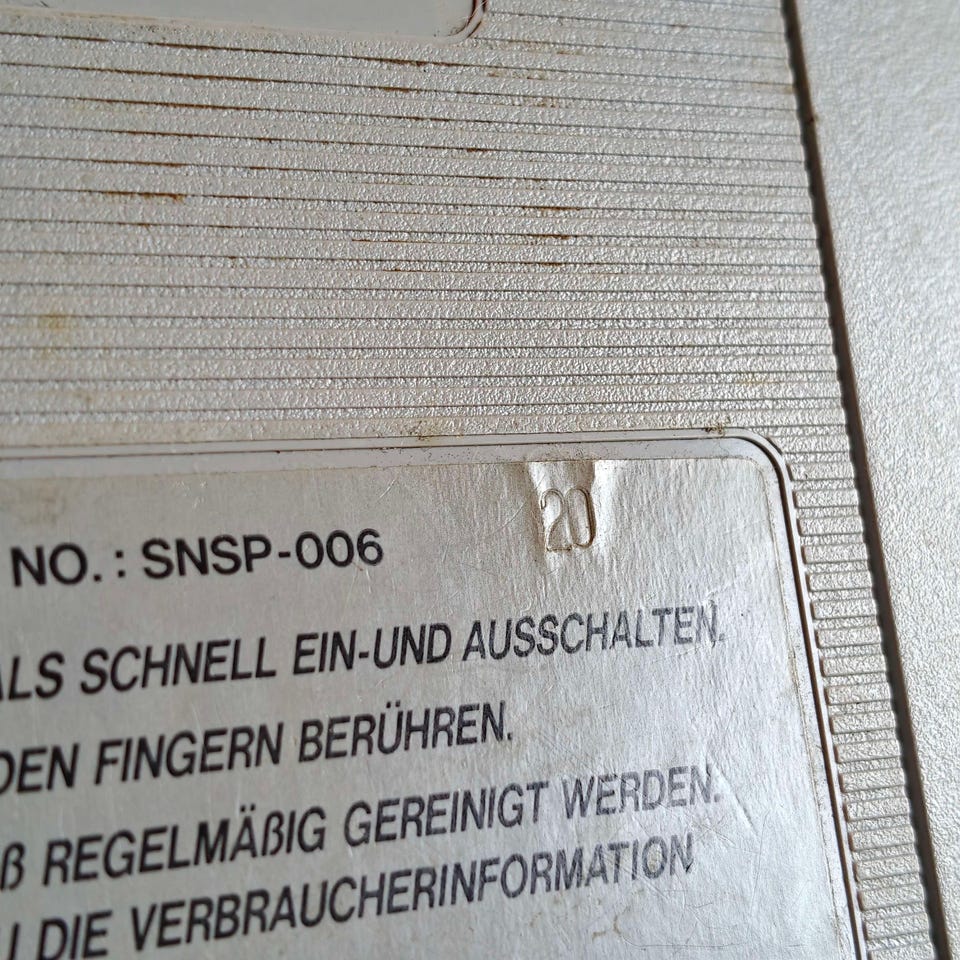 20
NO.: SNSP-006
ALS SCHNELL EIN-UND AUSSCHALTEN.
DEN FINGERN BERÜHREN.
ß REGELMÄßIG GEREINIGT WERDEN.
DIE VERBRAUCHERINFORMATION